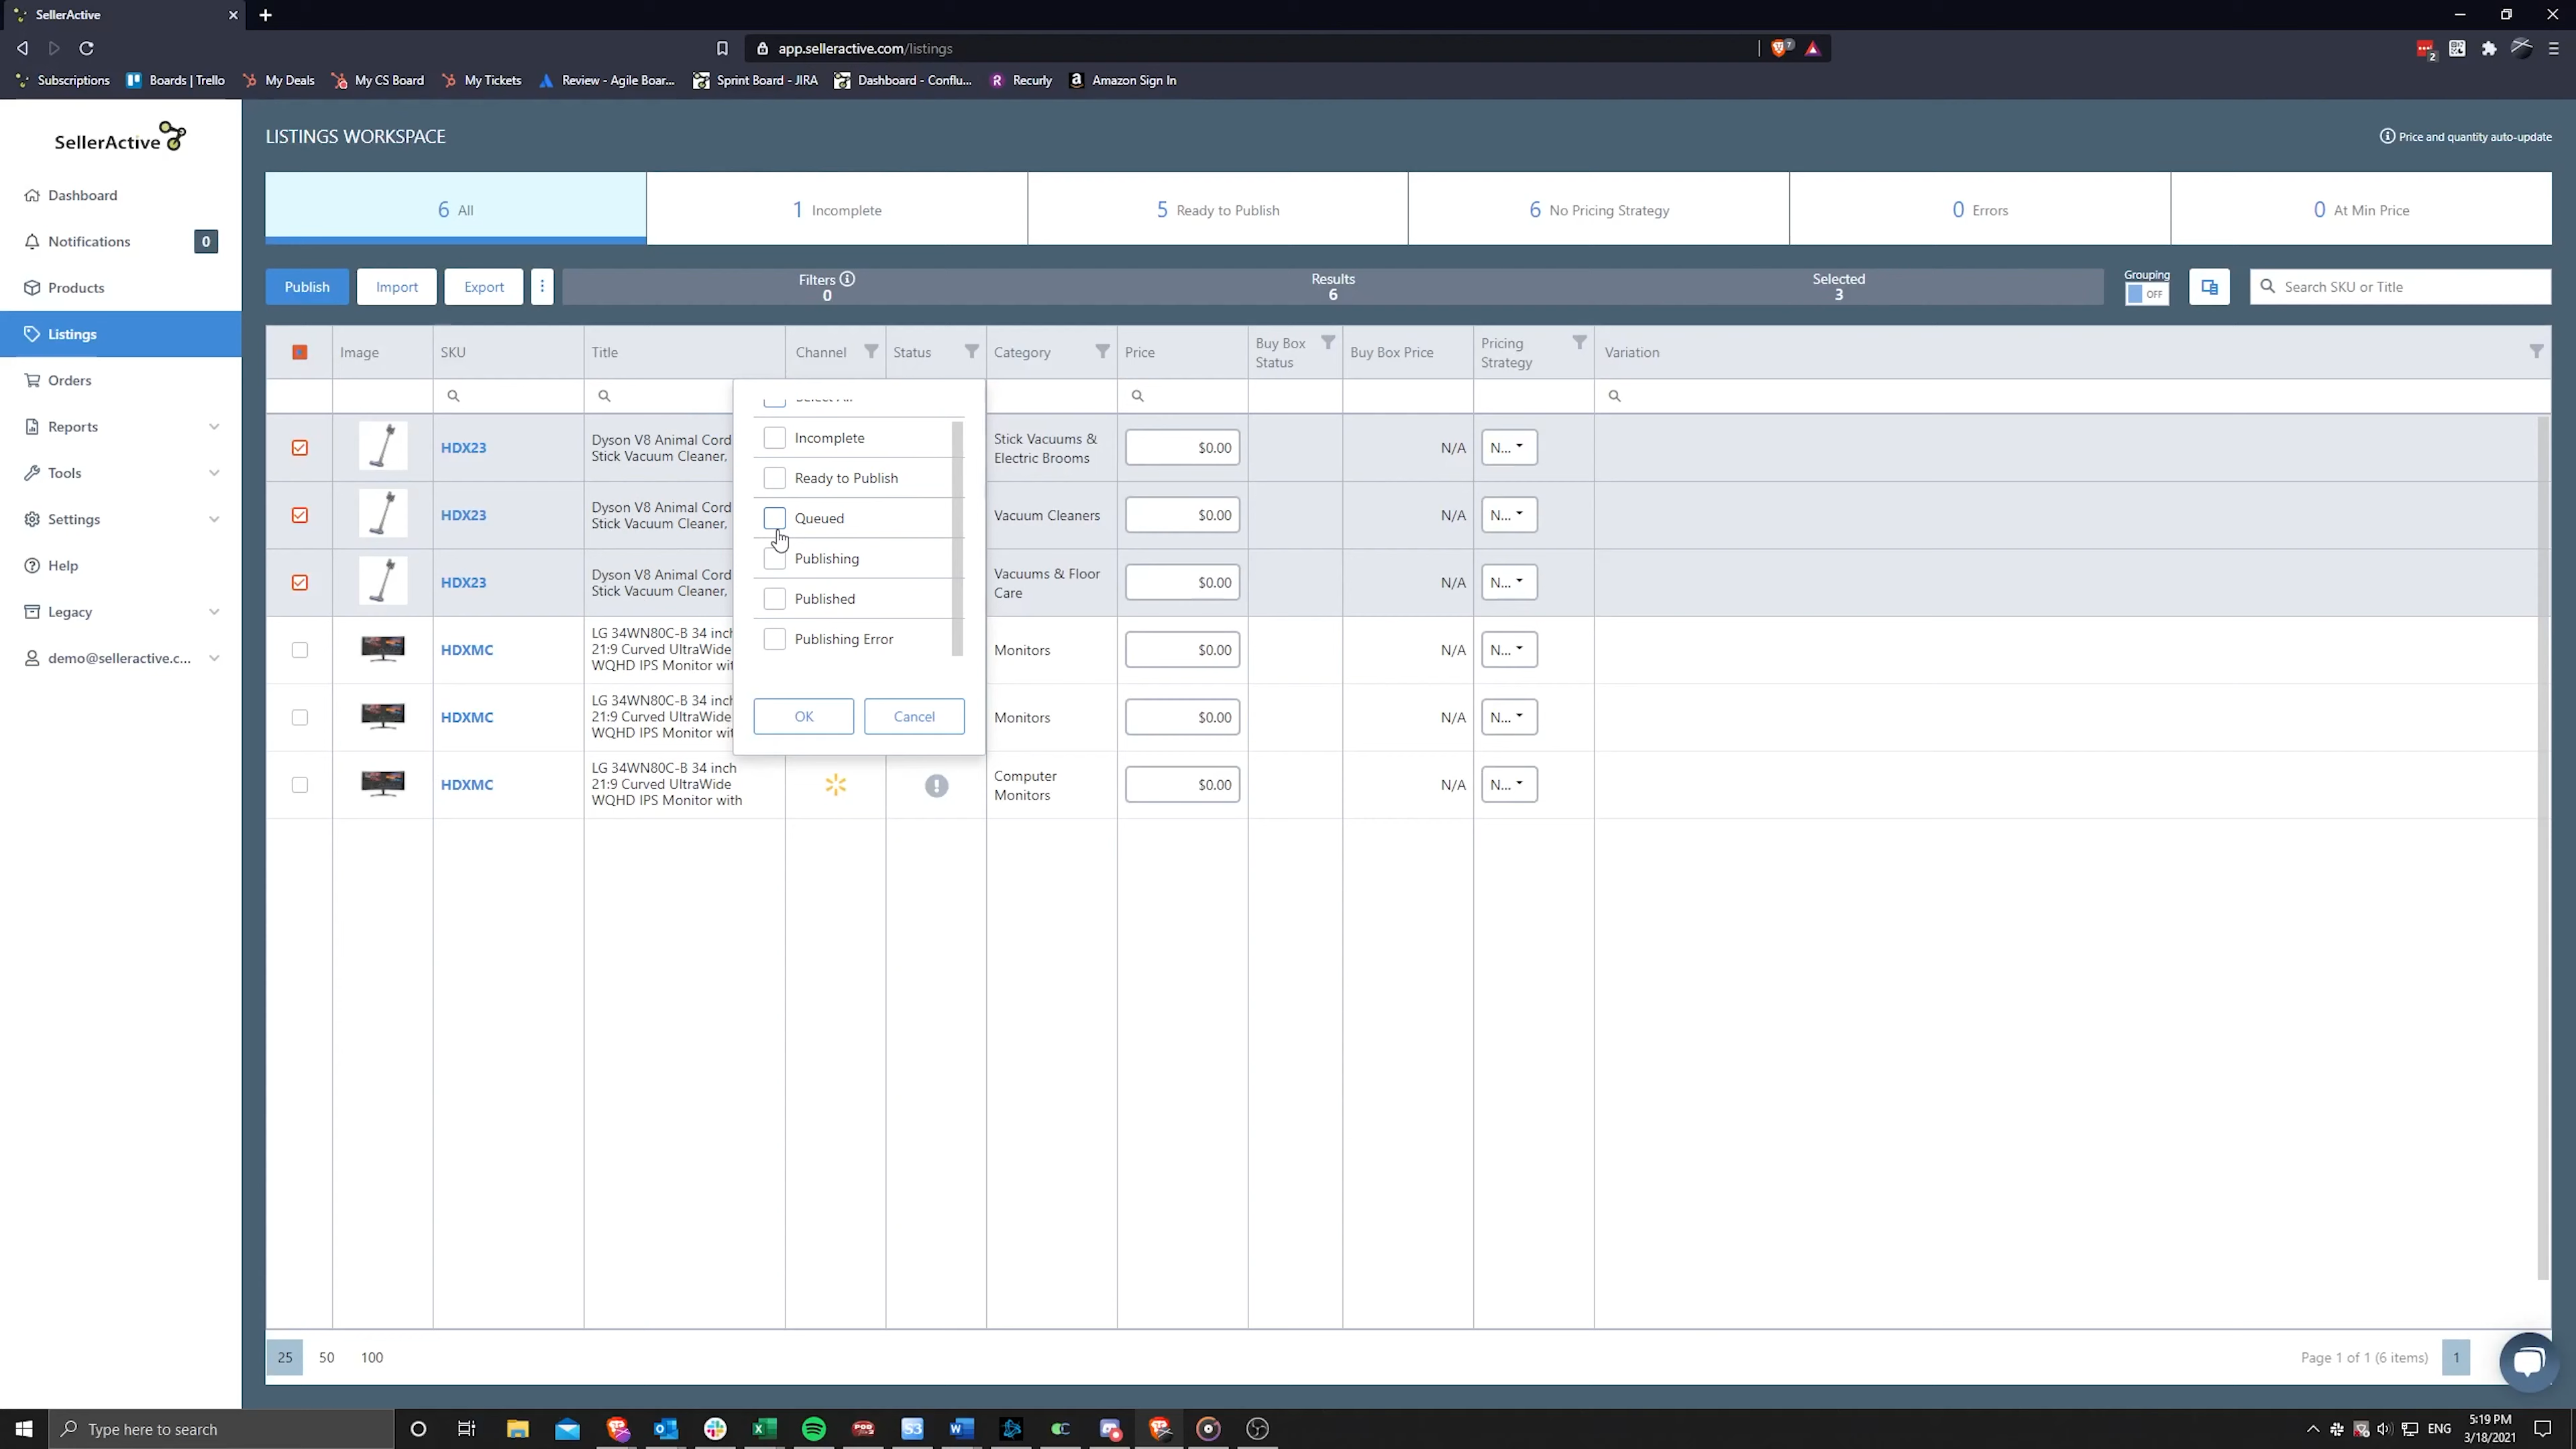 SellerActive
app.selleractive.com/listings
7
2
Subscriptions
Boards | Trello
My Deals
My CS Board
My Tickets
Review - Agile Boar...
Sprint Board - JIRA
Dashboard - Conflu...
Recurly
Amazon Sign In
SellerActive
Dashboard
Notifications 0
Products
Listings
Orders
Reports
Tools
Settings
Help
Legacy
demo@selleractive.c...
LISTINGS WORKSPACE
Price and quantity auto-update
6 All
1 Incomplete
5 Ready to Publish
6 No Pricing Strategy
0 Errors
0 At Min Price
Publish
Import
Export
Filters
0
Results
6
Selected
3
Grouping
OFF
Search SKU or Title
Image
SKU
Title
Channel
Status
Category
Price
Buy Box
Status
Buy Box Price
Pricing
Strategy
Variation
Select All
Incomplete
Ready to Publish
Queued
Publishing
Published
Publishing Error
OK
Cancel
HDX23
Dyson V8 Animal Cord
Stick Vacuum Cleaner,
Stick Vacuums &
Electric Brooms
$0.00
N/A
N...
HDX23
Dyson V8 Animal Cord
Stick Vacuum Cleaner,
Vacuum Cleaners
$0.00
N/A
N...
HDX23
Dyson V8 Animal Cord
Stick Vacuum Cleaner,
Vacuums & Floor
Care
$0.00
N/A
N...
HDXMC
LG 34WN80C-B 34 inch
21:9 Curved UltraWide
WQHD IPS Monitor wit
Monitors
$0.00
N/A
N...
HDXMC
LG 34WN80C-B 34 inch
21:9 Curved UltraWide
WQHD IPS Monitor wit
Monitors
$0.00
N/A
N...
HDXMC
LG 34WN80C-B 34 inch
21:9 Curved UltraWide
WQHD IPS Monitor with
Computer
Monitors
$0.00
N/A
N...
25
50
100
Page 1 of 1 (6 items)
1
Type here to search
S3
ENG
5:19 PM
3/18/2021